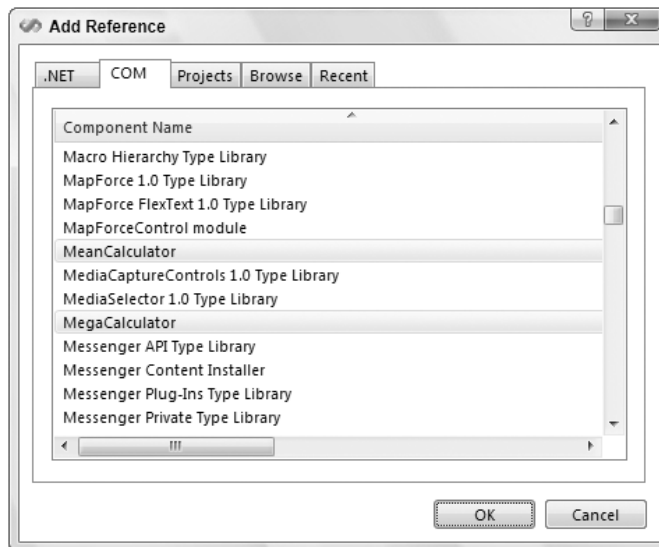 Add Reference
? X
.NET COM Projects Browse Recent
Component Name
Macro Hierarchy Type Library
MapForce 1.0 Type Library
MapForce FlexText 1.0 Type Library
MapForceControl module
MeanCalculator
MediaCaptureControls 1.0 Type Library
MediaSelector 1.0 Type Library
MegaCalculator
Messenger API Type Library
Messenger Content Installer
Messenger Plug-Ins Type Library
Messenger Private Type Library
OK Cancel